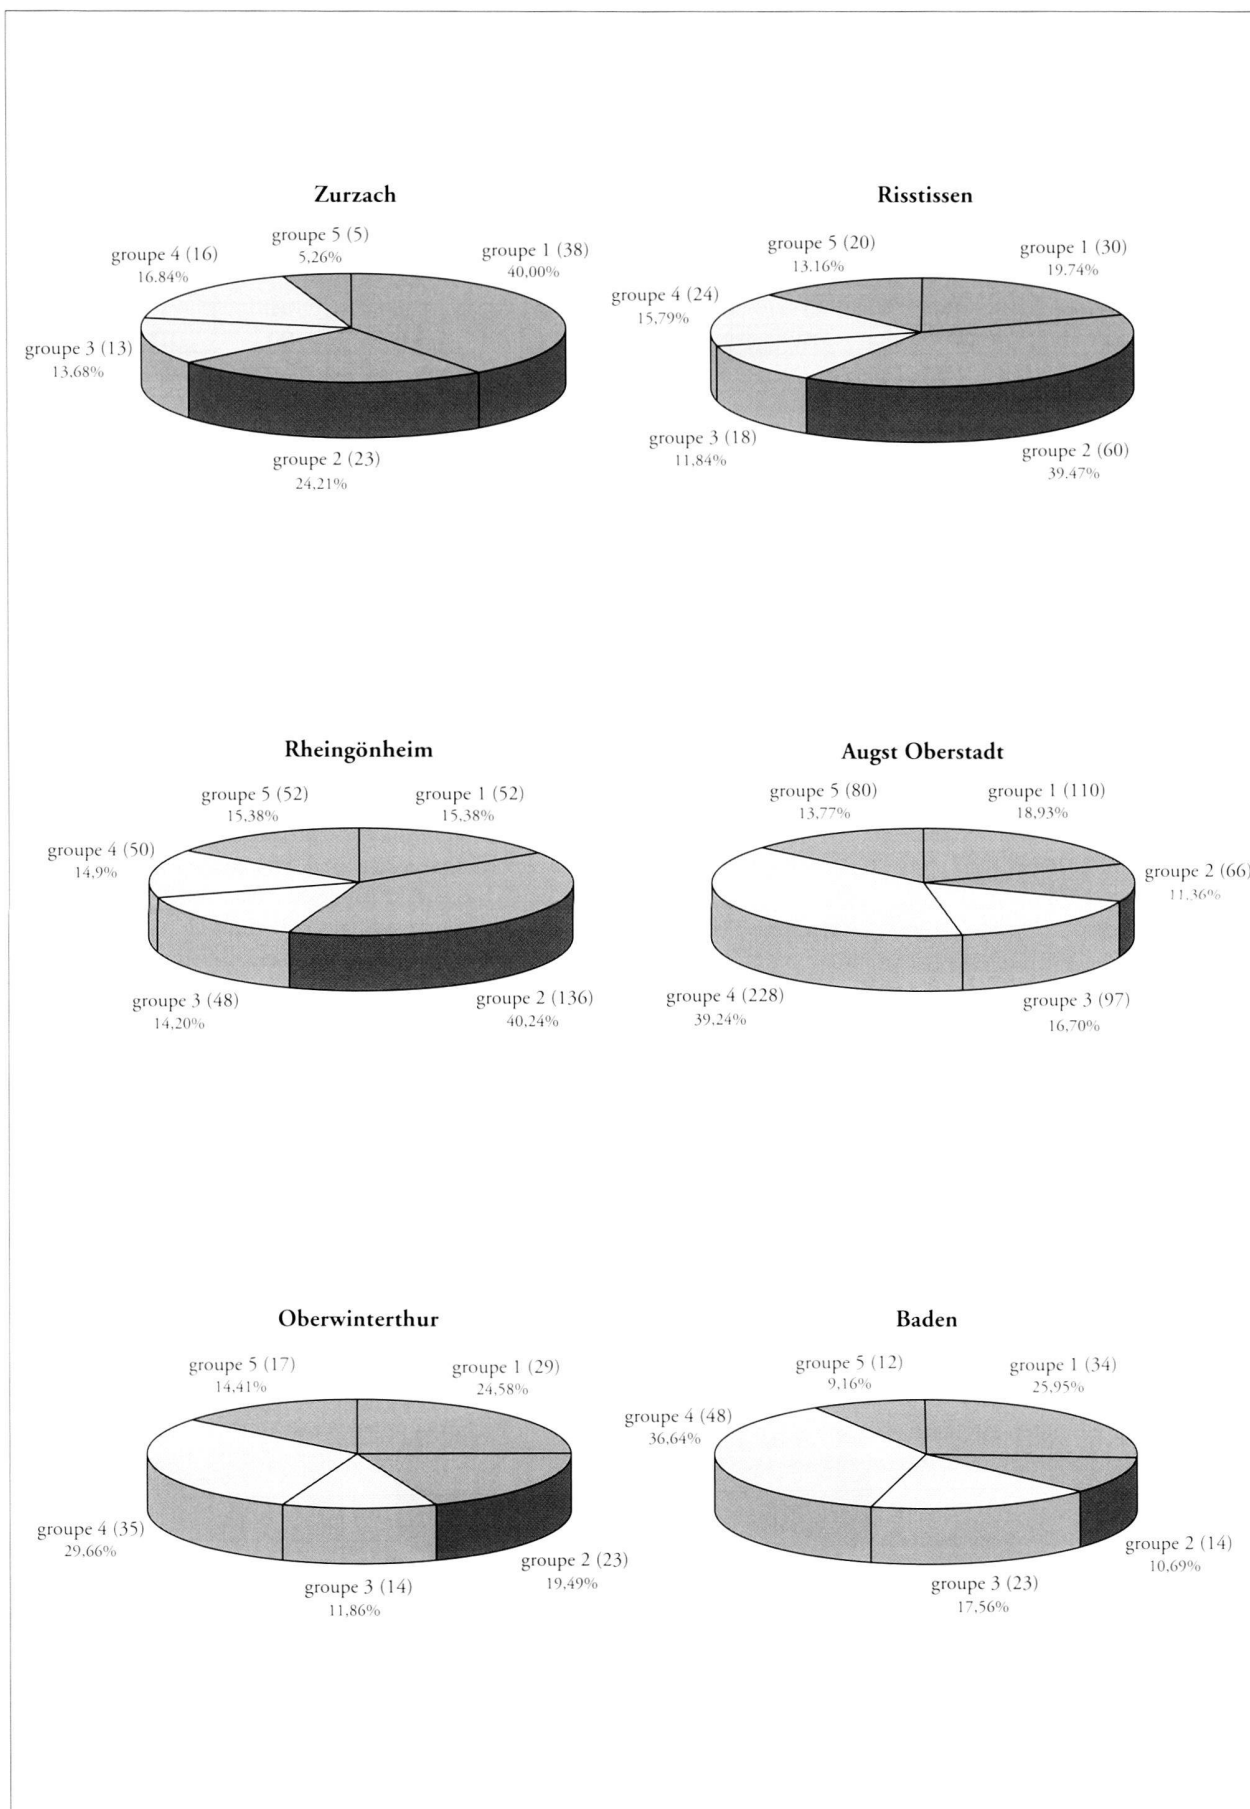 Zurzach
groupe 5 (5)
5,26%
groupe 1 (38)
40,00%
groupe 4 (16)
16,84%
groupe 3 (13)
13,68%
groupe 2 (23)
24,21%
Risstissen
groupe 5 (20)
13,16%
groupe 1 (30)
19,74%
groupe 4 (24)
15,79%
groupe 3 (18)
11,84%
groupe 2 (60)
39,47%
Rheingönheim
groupe 5 (52)
15,38%
groupe 1 (52)
15,38%
groupe 4 (50)
14,9%
groupe 3 (48)
14,20%
groupe 2 (136)
40,24%
Augst Oberstadt
groupe 5 (80)
13,77%
groupe 1 (110)
18,93%
groupe 2 (66)
11,36%
groupe 4 (228)
39,24%
groupe 3 (97)
16,70%
Oberwinterthur
groupe 5 (17)
14,41%
groupe 1 (29)
24,58%
groupe 4 (35)
29,66%
groupe 3 (14)
11,86%
groupe 2 (23)
19,49%
Baden
groupe 5 (12)
9,16%
groupe 1 (34)
25,95%
groupe 4 (48)
36,64%
groupe 2 (14)
10,69%
groupe 3 (23)
17,56%